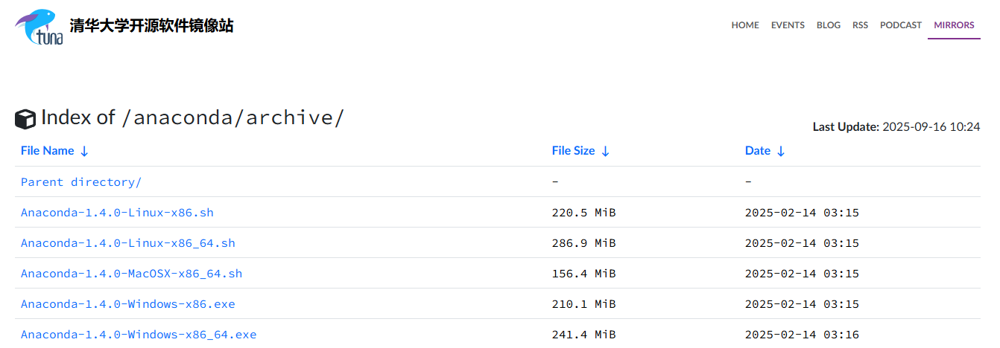 tuna 清华大学开源软件镜像站 HOME EVENTS BLOG RSS PODCAST MIRRORS
Index of /anaconda/archive/
Last Update: 2025-09-16 10:24
File Name ↓ File Size ↓ Date ↓
Parent directory/ - -
Anaconda-1.4.0-Linux-x86.sh 220.5 MiB 2025-02-14 03:15
Anaconda-1.4.0-Linux-x86_64.sh 286.9 MiB 2025-02-14 03:15
Anaconda-1.4.0-MacOSX-x86_64.sh 156.4 MiB 2025-02-14 03:15
Anaconda-1.4.0-Windows-x86.exe 210.1 MiB 2025-02-14 03:15
Anaconda-1.4.0-Windows-x86_64.exe 241.4 MiB 2025-02-14 03:16